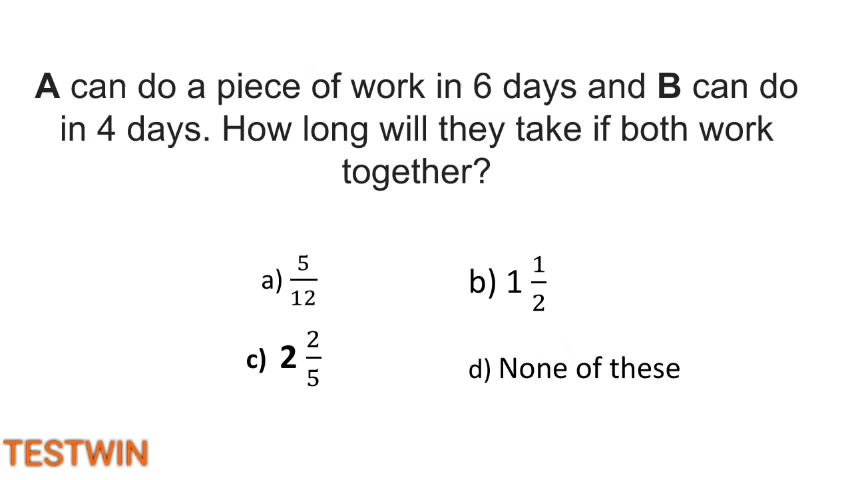 A can do a piece of work in 6 days and B can do
in 4 days. How long will they take if both work
together?
a) 5/12
b) 1 1/2
c) 2 2/5
d) None of these
TESTWIN